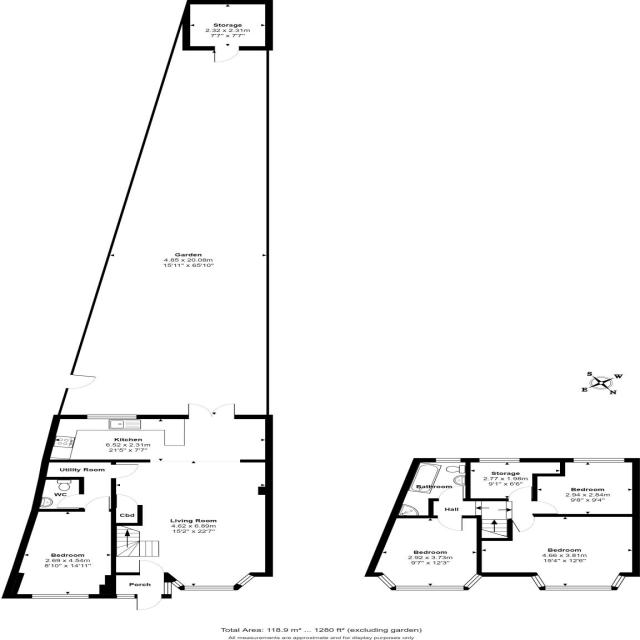 Storage
2.32 x 2.31m
7'7" x 7'7"
Garden
4.85 x 20.08m
15'11" x 65'10"
S
W
E
N
Kitchen
6.52 x 2.31m
21'5" x 7'7"
Utility Room
WC
Cbd
Living Room
4.62 x 6.89m
15'2" x 22'7"
Bedroom
2.69 x 4.54m
8'10" x 14'11"
Porch
Bathroom
Storage
2.77 x 1.98m
9'1" x 6'6"
Bedroom
2.94 x 2.84m
9'8" x 9'4"
Hall
Bedroom
2.92 x 3.73m
9'7" x 12'3"
Bedroom
4.66 x 3.81m
15'4" x 12'6"
Total Area: 118.9 m² ... 1280 ft² (excluding garden)
All measurements are approximate and for display purposes only